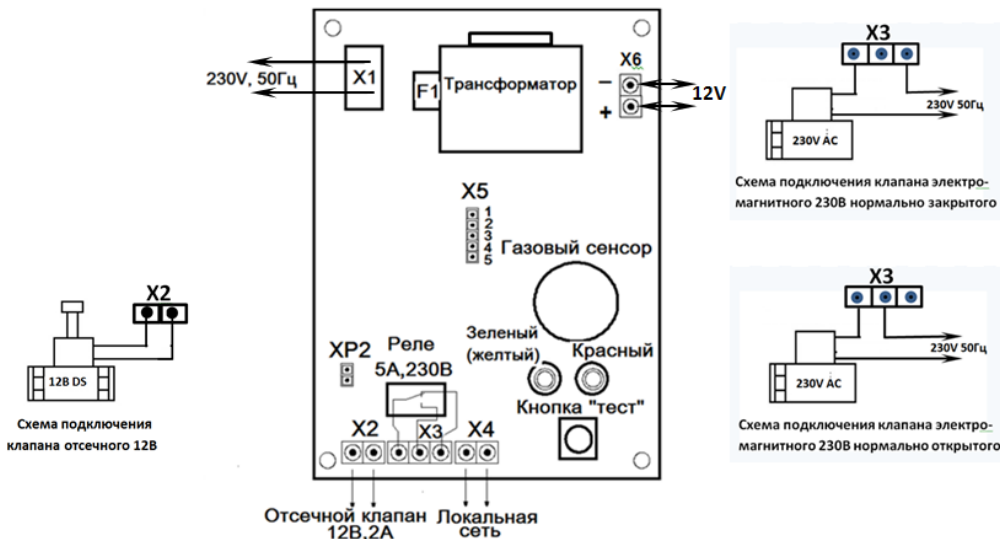 230V, 50Гц
X1
F1
Трансформатор
X6
−
+
12V
X5
1
2
3
4
5
Газовый сенсор
Зеленый
(желтый)
Красный
XP2
Реле
5А,230В
Кнопка "тест"
X2
X3
X4
Отсечной клапан
12В,2А
Локальная
сеть
X2
12В DS
Схема подключения
клапана отсечного 12В
X3
230V 50Гц
230V AC
Схема подключения клапана электро-
магнитного 230В нормально закрытого
X3
230V 50Гц
230V AC
Схема подключения клапана электро-
магнитного 230В нормально открытого